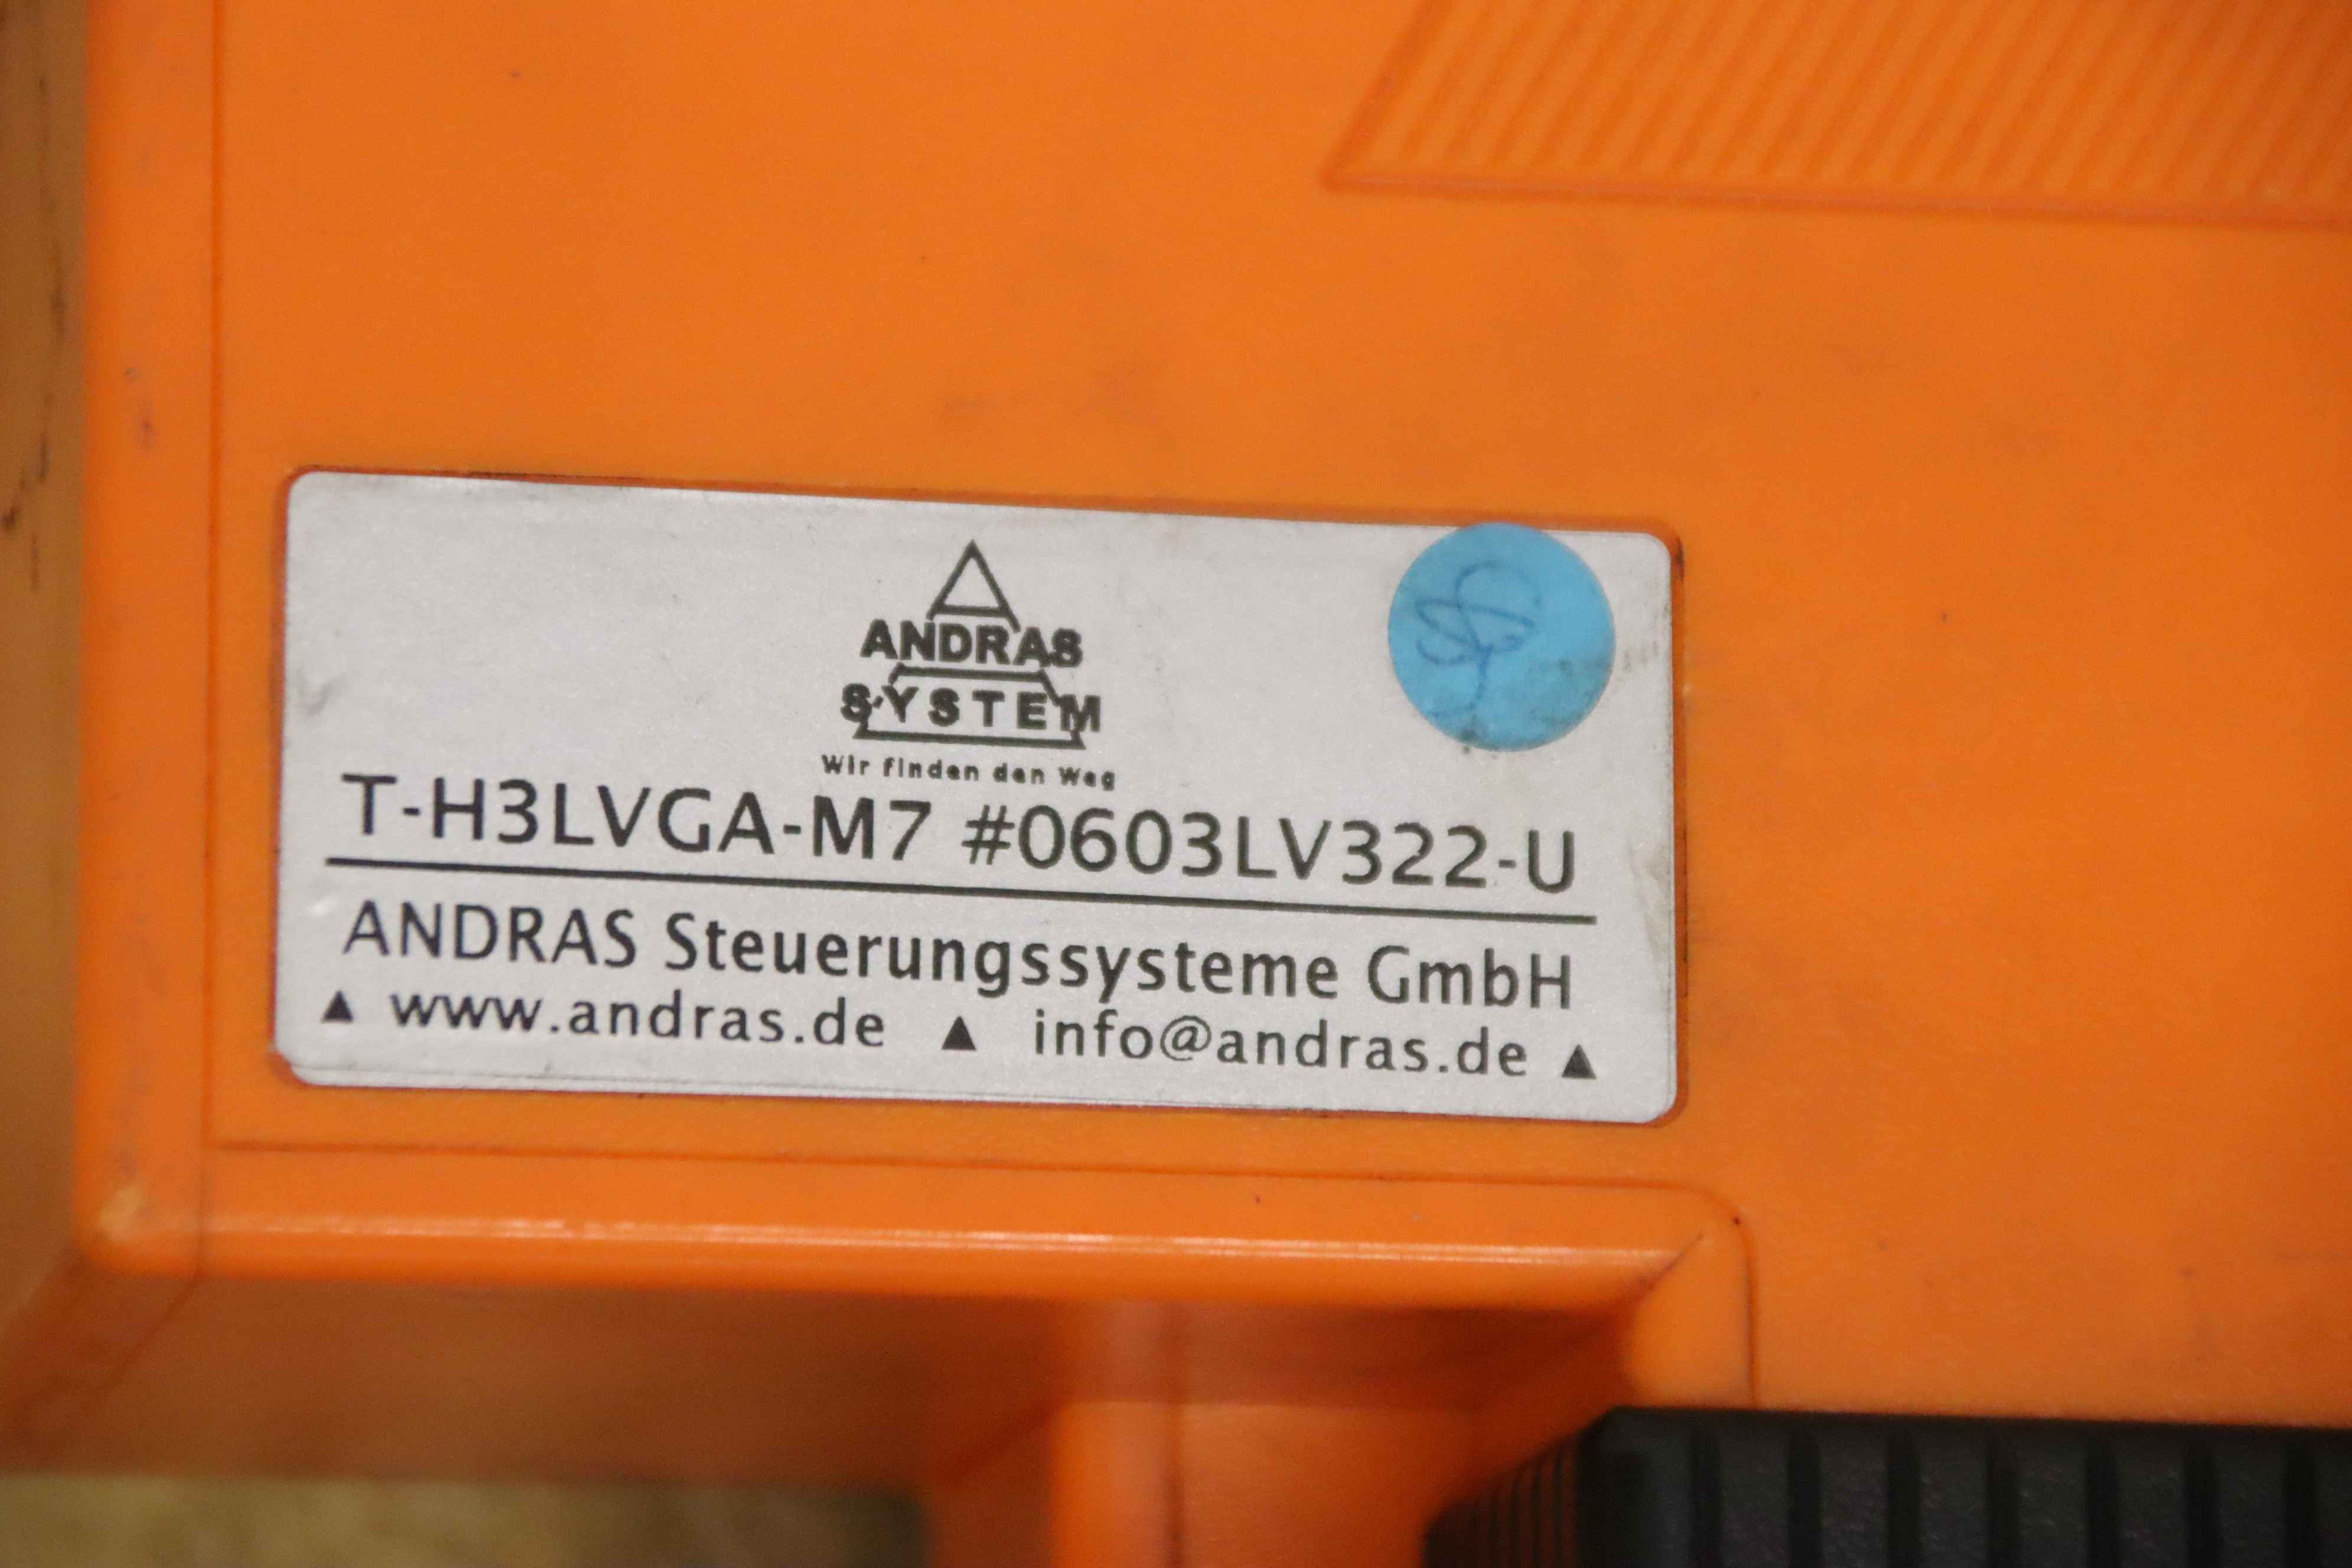 ANDRAS
SYSTEM
Wir finden den Weg
T-H3LVGA-M7 #0603LV322-U
ANDRAS Steuerungssysteme GmbH
▲ www.andras.de ▲ info@andras.de ▲